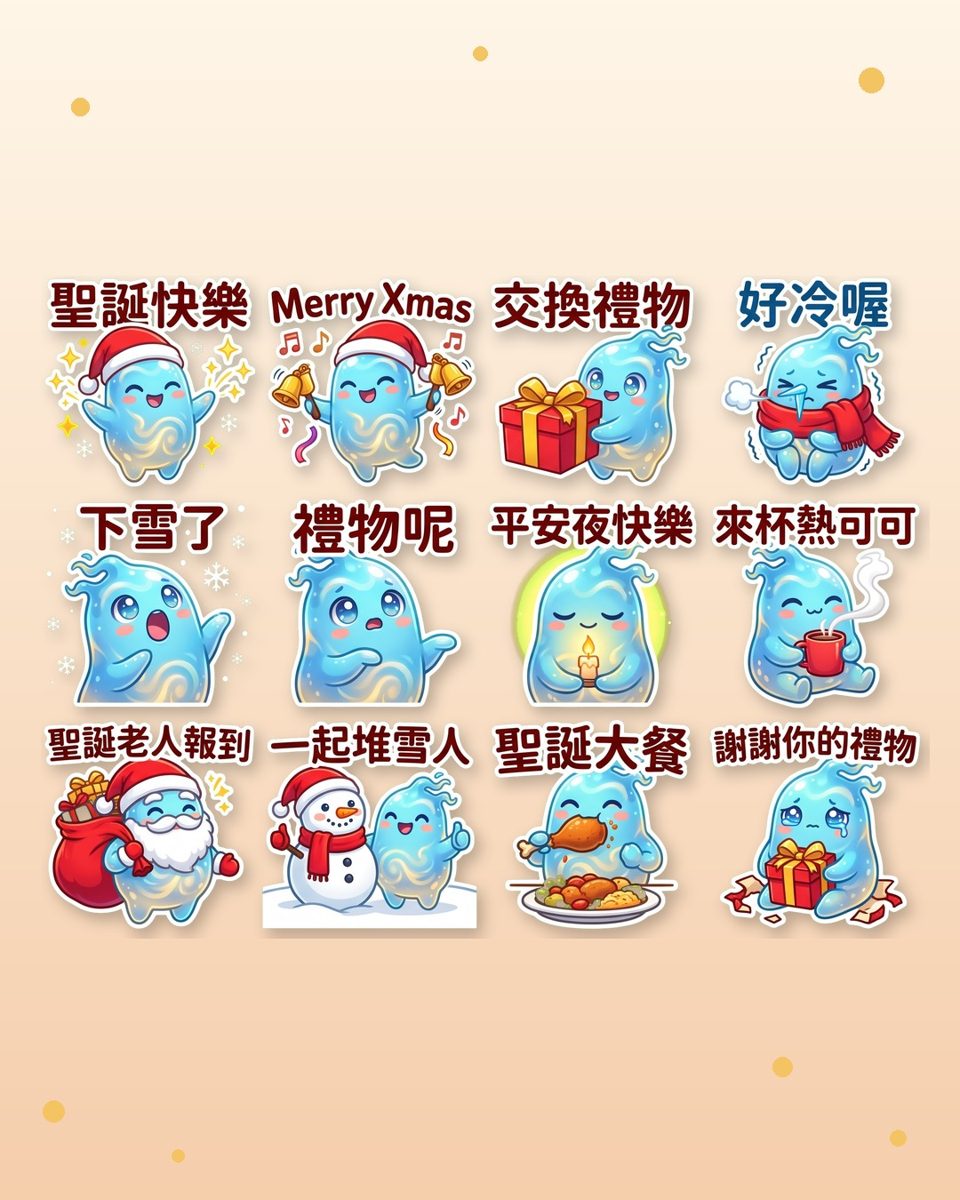 聖誕快樂
Merry Xmas
交換禮物
好冷喔
下雪了
禮物呢
平安夜快樂
來杯熱可可
聖誕老人報到
一起堆雪人
聖誕大餐
謝謝你的禮物